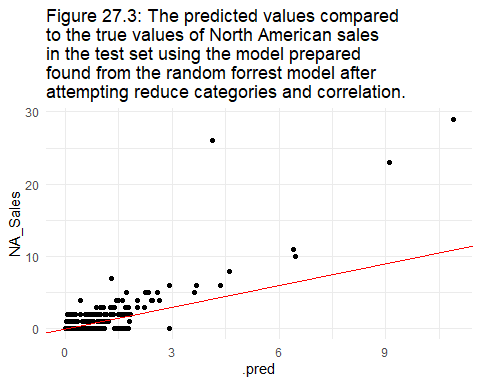 Figure 27.3: The predicted values compared
to the true values of North American sales
in the test set using the model prepared
found from the random forrest model after
attempting reduce categories and correlation.
30
20
10
0
NA_Sales
0 3 6 9
.pred